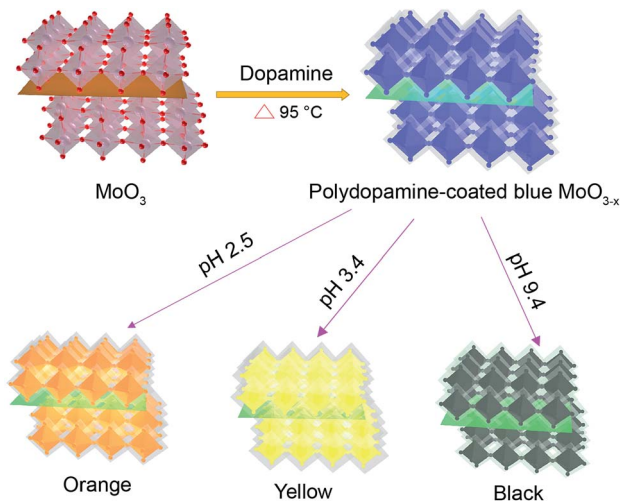 Dopamine
△ 95 °C
MoO₃
Polydopamine-coated blue MoO₃₋ₓ
pH 2.5
pH 3.4
pH 9.4
Orange
Yellow
Black